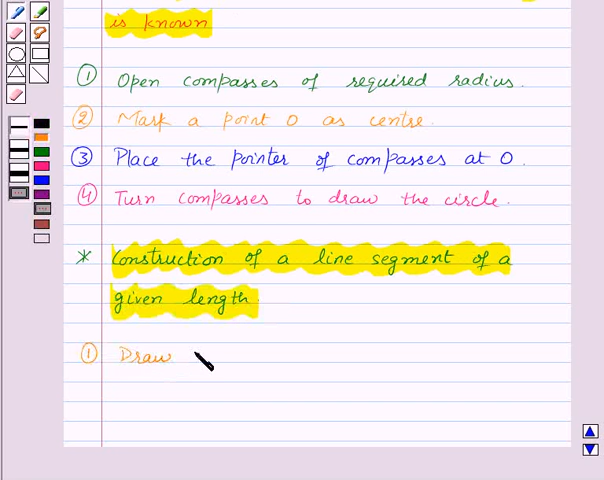 is known
① Open compasses of required radius.
② Mark a point O as centre.
③ Place the pointer of compasses at O.
④ Turn compasses to draw the circle.
* Construction of a line segment of a
given length.
① Draw